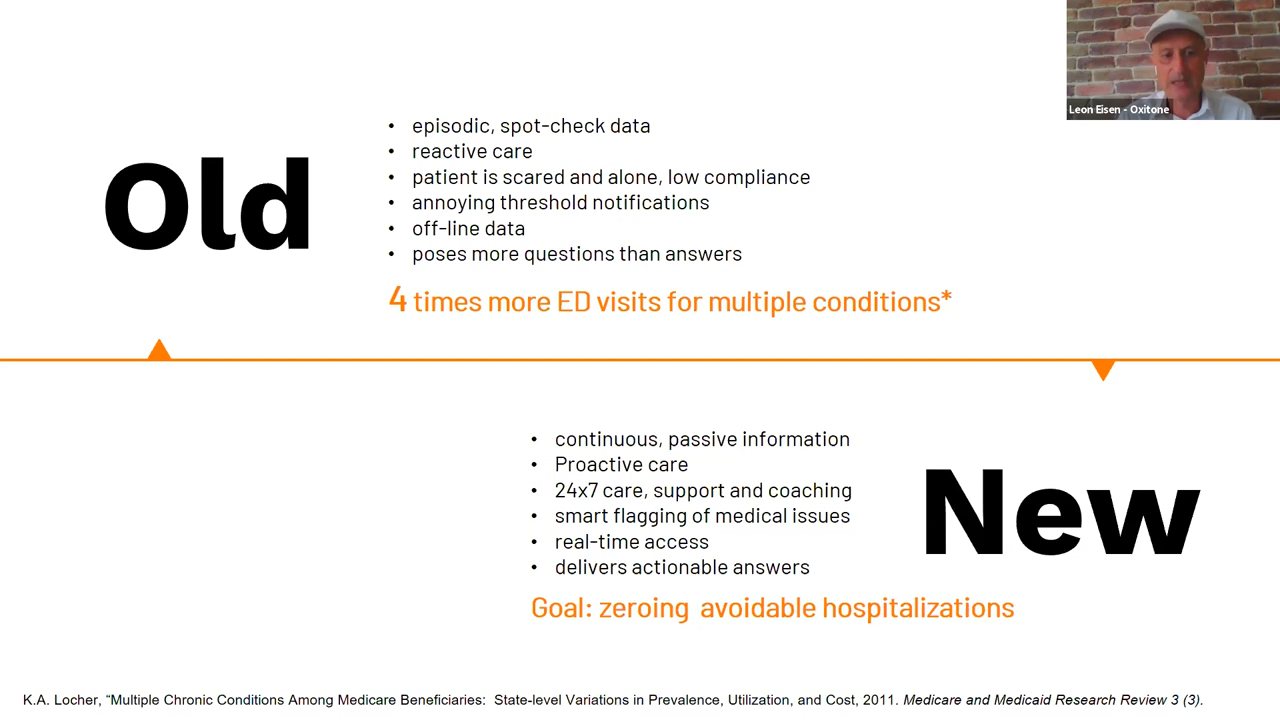 Leon Eisen - Oxitone
Old
• episodic, spot-check data
• reactive care
• patient is scared and alone, low compliance
• annoying threshold notifications
• off-line data
• poses more questions than answers
4 times more ED visits for multiple conditions*
• continuous, passive information
• Proactive care
• 24x7 care, support and coaching
• smart flagging of medical issues
• real-time access
• delivers actionable answers
New
Goal: zeroing  avoidable hospitalizations
K.A. Locher, “Multiple Chronic Conditions Among Medicare Beneficiaries:  State-level Variations in Prevalence, Utilization, and Cost, 2011. Medicare and Medicaid Research Review 3 (3).